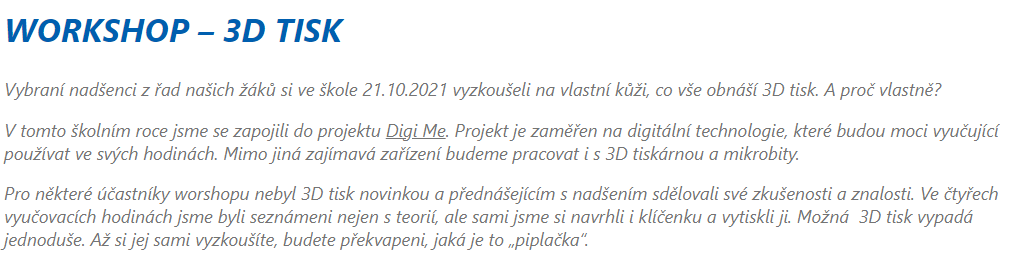 WORKSHOP – 3D TISK
Vybraní nadšenci z řad našich žáků si ve škole 21.10.2021 vyzkoušeli na vlastní kůži, co vše obnáší 3D tisk. A proč vlastně?
V tomto školním roce jsme se zapojili do projektu Digi Me. Projekt je zaměřen na digitální technologie, které budou moci vyučující
používat ve svých hodinách. Mimo jiná zajímavá zařízení budeme pracovat i s 3D tiskárnou a mikrobity.
Pro některé účastníky worshopu nebyl 3D tisk novinkou a přednášejícím s nadšením sdělovali své zkušenosti a znalosti. Ve čtyřech
vyučovacích hodinách jsme byli seznámeni nejen s teorií, ale sami jsme si navrhli i klíčenku a vytiskli ji. Možná  3D tisk vypadá
jednoduše. Až si jej sami vyzkoušíte, budete překvapeni, jaká je to „piplačka“.